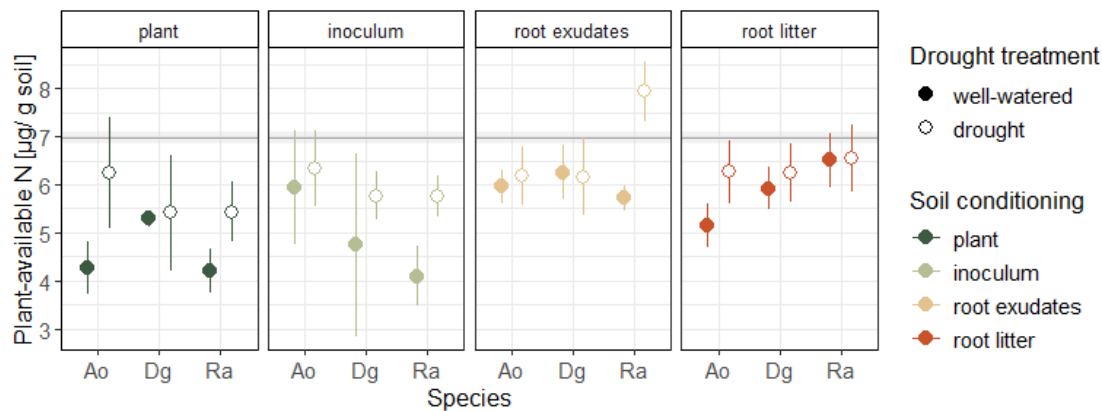 plant
inoculum
root exudates
root litter
Plant-available N [µg/ g soil]
8
7
6
5
4
3
Ao Dg Ra
Ao Dg Ra
Ao Dg Ra
Ao Dg Ra
Species
Drought treatment
well-watered
drought
Soil conditioning
plant
inoculum
root exudates
root litter